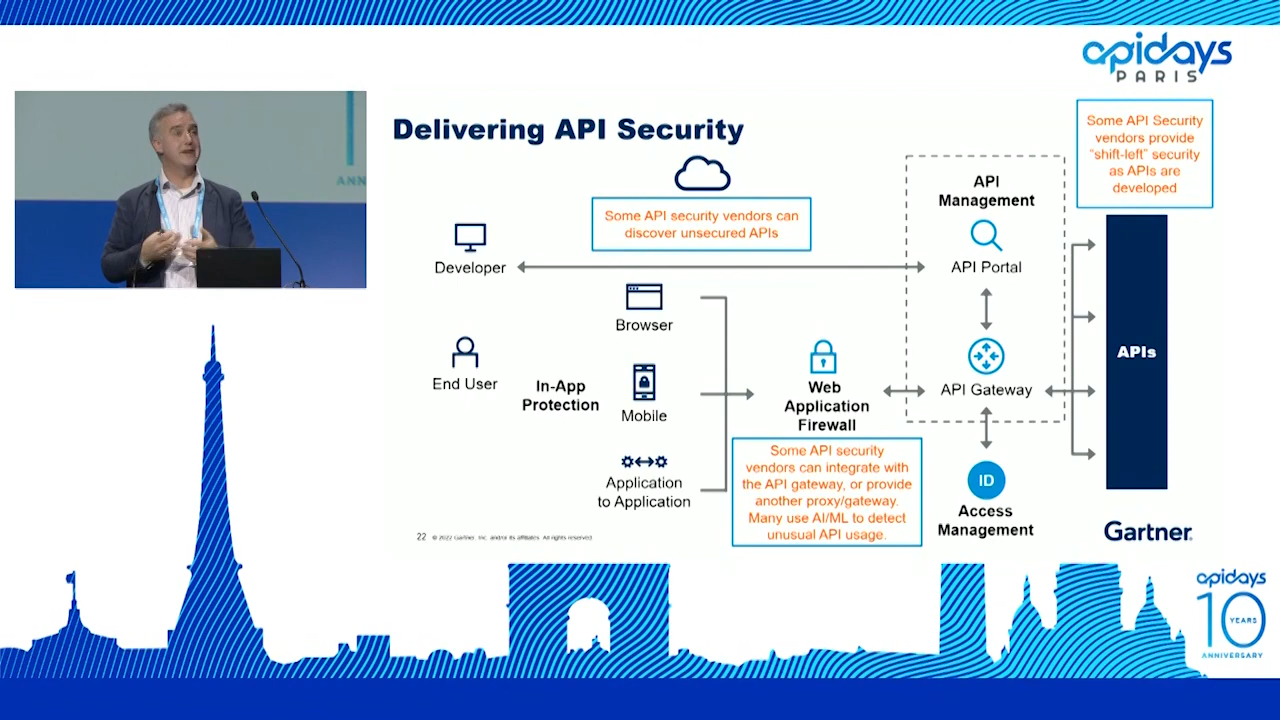 apidays
PARIS
ANN
Delivering API Security
Some API Security
vendors provide
"shift-left" security
as APIs are
developed
Some API security vendors can
discover unsecured APIs
API
Management
Developer
API Portal
Browser
End User
In-App
Protection
Mobile
Web
Application
Firewall
API Gateway
APIs
Application
to Application
Some API security
vendors can integrate with
the API gateway, or provide
another proxy/gateway.
Many use AI/ML to detect
unusual API usage.
ID
Access
Management
22 © 2022 Gartner, Inc. and/or its affiliates. All rights reserved.
Gartner
apidays
10
YEARS
ANNIVERSARY